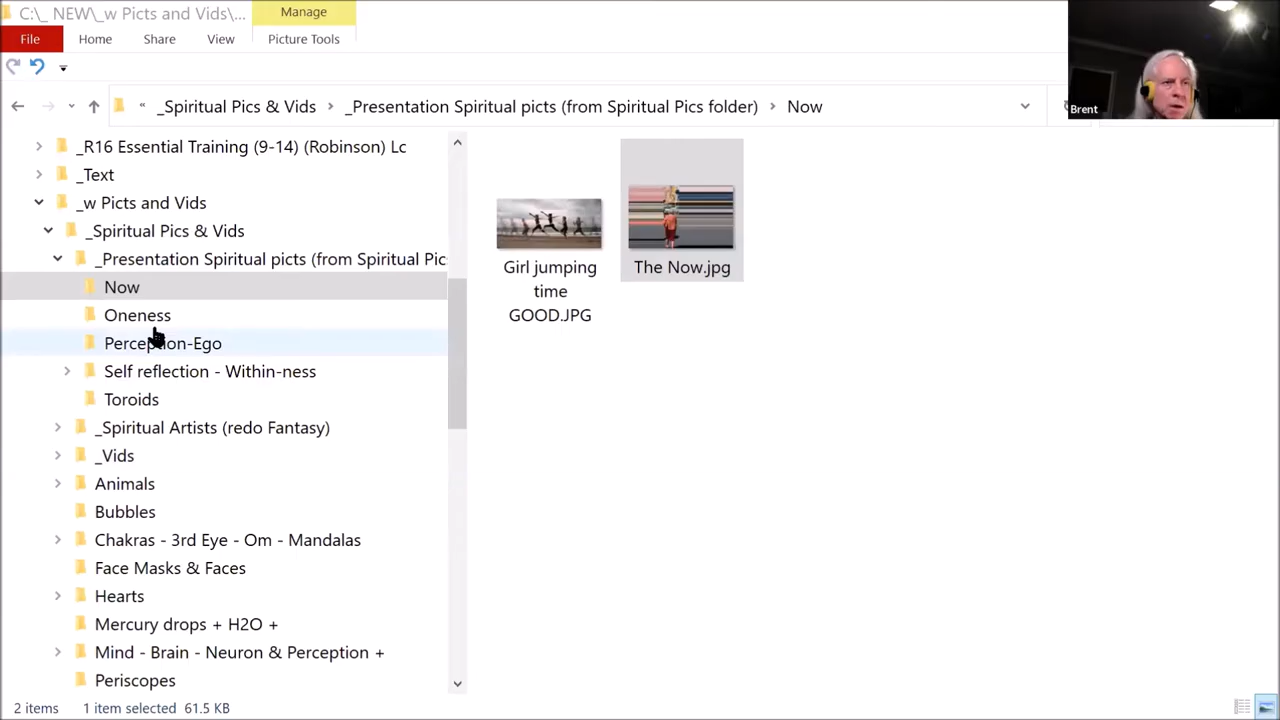 C:\_ NEW\_w Picts and Vids\...
Manage
File
Home
Share
View
Picture Tools
« _Spiritual Pics & Vids > _Presentation Spiritual picts (from Spiritual Pics folder) > Now
Brent
_R16 Essential Training (9-14) (Robinson) Lc
_Text
_w Picts and Vids
_Spiritual Pics & Vids
_Presentation Spiritual picts (from Spiritual Pic
Now
Oneness
Perception-Ego
Self reflection - Within-ness
Toroids
_Spiritual Artists (redo Fantasy)
_Vids
Animals
Bubbles
Chakras - 3rd Eye - Om - Mandalas
Face Masks & Faces
Hearts
Mercury drops + H2O +
Mind - Brain - Neuron & Perception +
Periscopes
Girl jumping
time
GOOD.JPG
The Now.jpg
2 items 1 item selected 61.5 KB